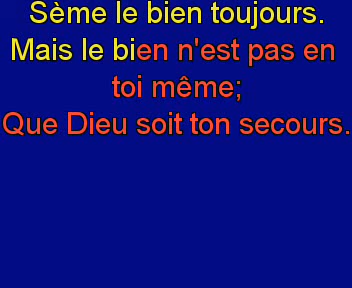 Sème le bien toujours.
Mais le bien n'est pas en
toi même;
Que Dieu soit ton secours.